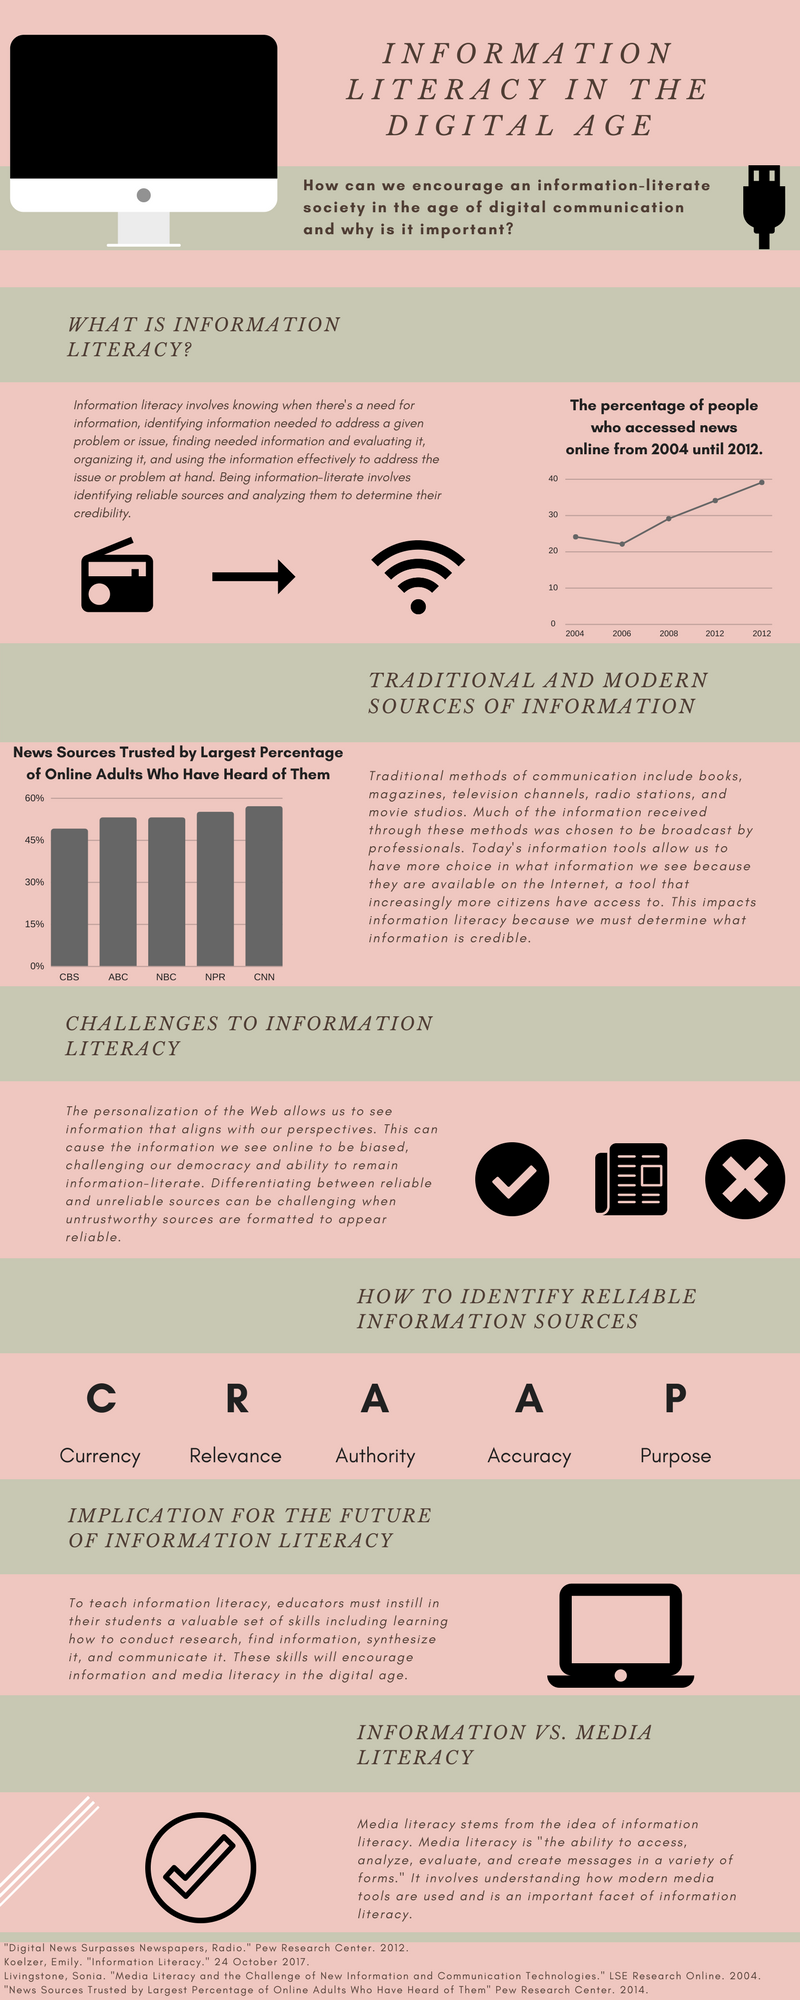 INFORMATION
LITERACY IN THE
DIGITAL AGE
How can we encourage an information-literate
society in the age of digital communication
and why is it important?
WHAT IS INFORMATION
LITERACY?
Information literacy involves knowing when there's a need for
information, identifying information needed to address a given
problem or issue, finding needed information and evaluating it,
organizing it, and using the information effectively to address the
issue or problem at hand. Being information-literate involves
identifying reliable sources and analyzing them to determine their
credibility.
The percentage of people
who accessed news
online from 2004 until 2012.
40
30
20
10
0
2004 2006 2008 2012 2012
TRADITIONAL AND MODERN
SOURCES OF INFORMATION
News Sources Trusted by Largest Percentage
of Online Adults Who Have Heard of Them
60%
45%
30%
15%
0%
CBS ABC NBC NPR CNN
Traditional methods of communication include books,
magazines, television channels, radio stations, and
movie studios. Much of the information received
through these methods was chosen to be broadcast by
professionals. Today's information tools allow us to
have more choice in what information we see because
they are available on the Internet, a tool that
increasingly more citizens have access to. This impacts
information literacy because we must determine what
information is credible.
CHALLENGES TO INFORMATION
LITERACY
The personalization of the Web allows us to see
information that aligns with our perspectives. This can
cause the information we see online to be biased,
challenging our democracy and ability to remain
information-literate. Differentiating between reliable
and unreliable sources can be challenging when
untrustworthy sources are formatted to appear
reliable.
HOW TO IDENTIFY RELIABLE
INFORMATION SOURCES
C R A A P
Currency Relevance Authority Accuracy Purpose
IMPLICATION FOR THE FUTURE
OF INFORMATION LITERACY
To teach information literacy, educators must instill in
their students a valuable set of skills including learning
how to conduct research, find information, synthesize
it, and communicate it. These skills will encourage
information and media literacy in the digital age.
INFORMATION VS. MEDIA
LITERACY
Media literacy stems from the idea of information
literacy. Media literacy is "the ability to access,
analyze, evaluate, and create messages in a variety of
forms." It involves understanding how modern media
tools are used and is an important facet of information
literacy.
"Digital News Surpasses Newspapers, Radio." Pew Research Center. 2012.
Koelzer, Emily. "Information Literacy." 24 October 2017.
Livingstone, Sonia. "Media Literacy and the Challenge of New Information and Communication Technologies." LSE Research Online. 2004.
"News Sources Trusted by Largest Percentage of Online Adults Who Have Heard of Them" Pew Research Center. 2014.